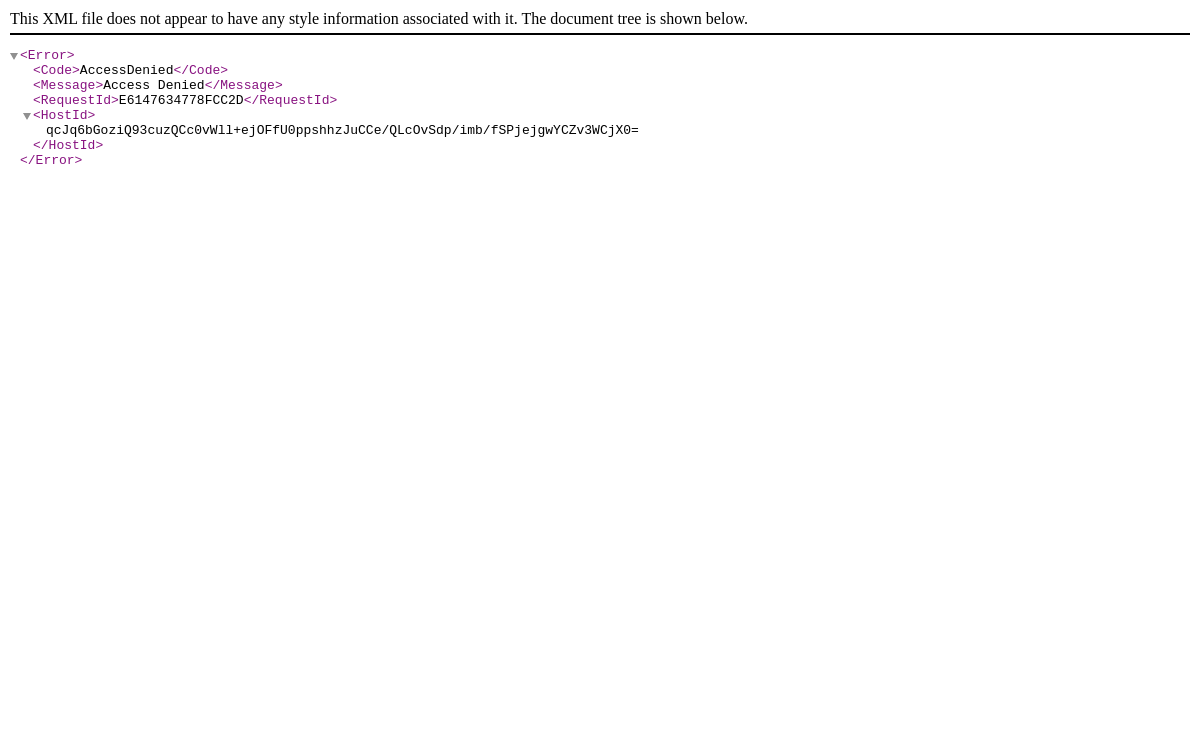 This XML file does not appear to have any style information associated with it. The document tree is shown below.
<Error>
<Code>AccessDenied</Code>
<Message>Access Denied</Message>
<RequestId>E6147634778FCC2D</RequestId>
<HostId>
qcJq6bGoziQ93cuzQCc0vWll+ejOFfU0ppshhzJuCCe/QLcOvSdp/imb/fSPjejgwYCZv3WCjX0=
</HostId>
</Error>